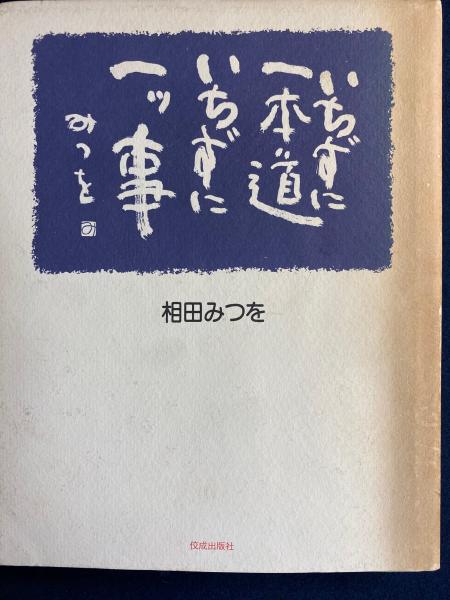 いちずに
一本道
いちずに
一ッ事
みつを
相田みつを
佼成出版社